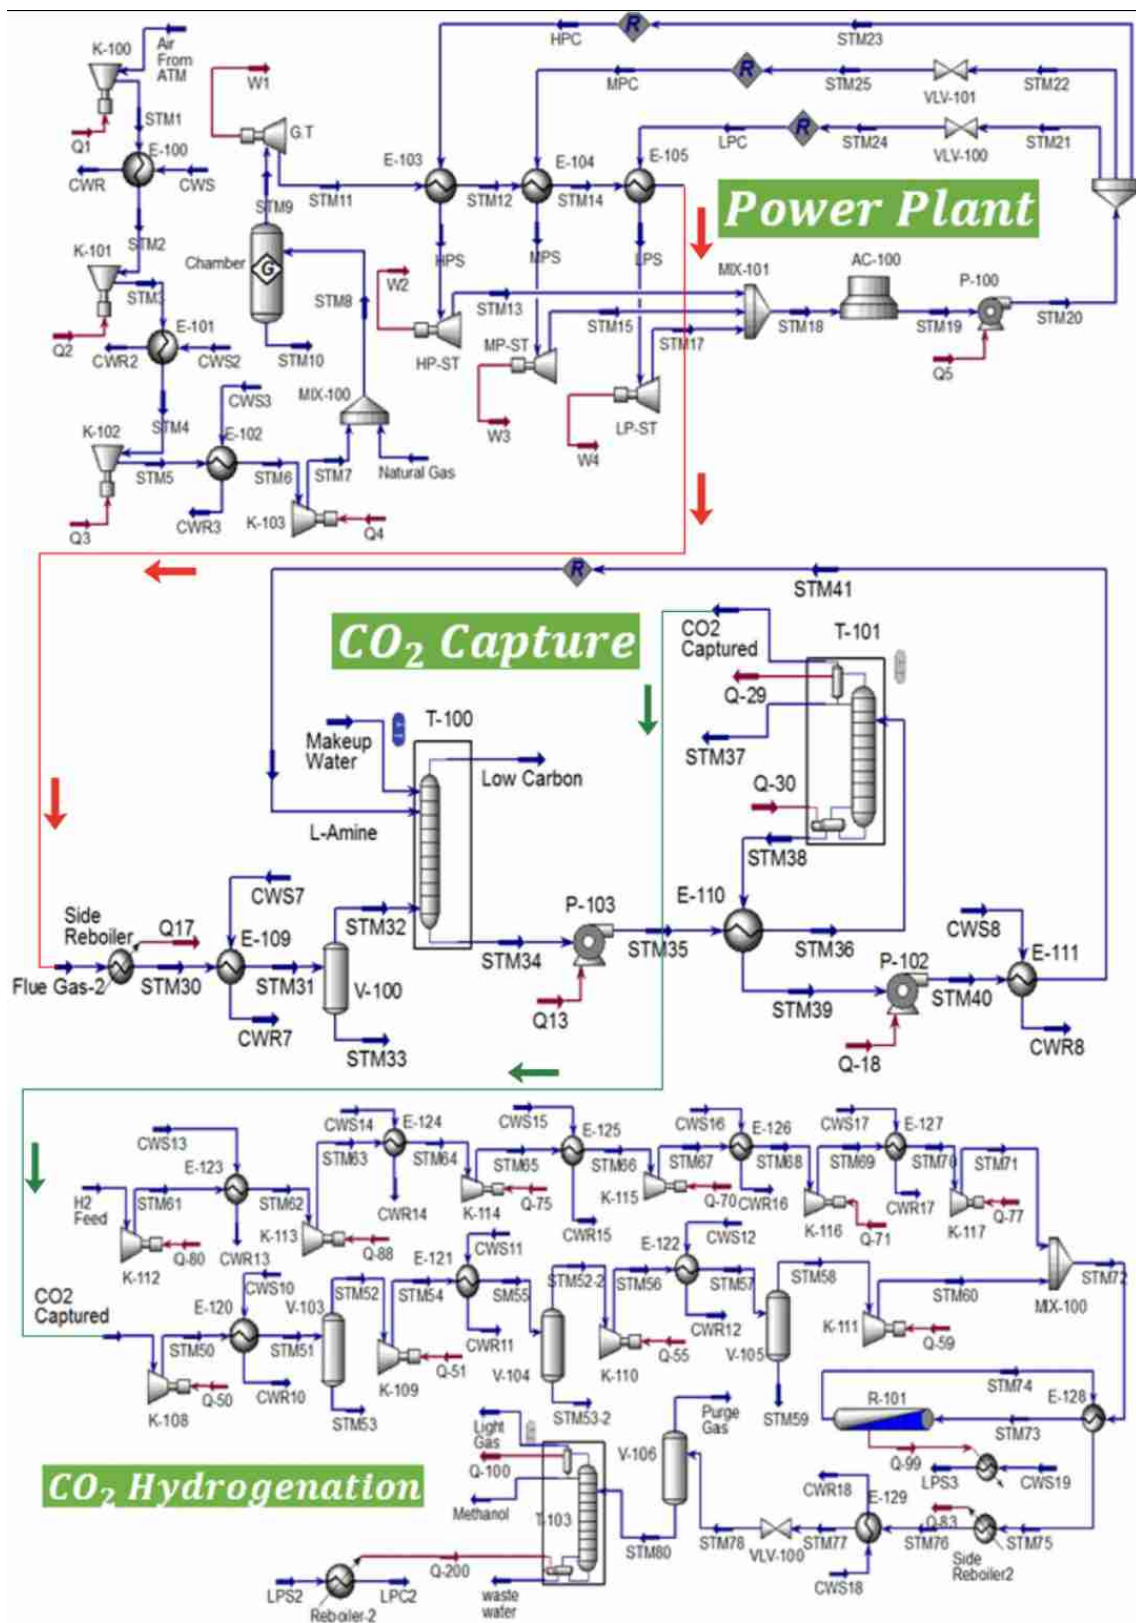 HPC
R
STM23
K-100
Air
From
ATM
W1
MPC
R
STM25
VLV-101
STM22
STM1
G.T
Q1
E-100
LPC
R
STM24
VLV-100
STM21
CWR
CWS
E-103
E-104
E-105
STM9
STM11
STM12
STM14
Power Plant
STM2
K-101
Chamber
G
HPS
MPS
LPS
MIX-101
AC-100
P-100
STM3
STM8
W2
STM13
STM18
STM19
STM20
E-101
STM15
Q2
CWR2
CWS2
STM10
HP-ST
MP-ST
STM17
Q5
CWS3
MIX-100
STM4
W3
LP-ST
K-102
E-102
W4
STM5
STM6
STM7
Natural Gas
Q3
CWR3
K-103
Q4
R
STM41
CO2 Capture
CO2
Captured
T-101
Q-29
T-100
Makeup
Water
STM37
Low Carbon
Q-30
L-Amine
STM38
CWS7
Side
Reboiler
Q17
STM32
P-103
E-110
CWS8
E-109
STM34
STM35
STM36
E-111
Flue Gas-2
STM30
STM31
V-100
P-102
STM40
Q13
STM39
CWR7
STM33
Q-18
CWR8
CWS13
CWS14
E-124
CWS15
E-125
CWS16
E-126
CWS17
E-127
E-123
STM63
STM64
STM65
STM66
STM67
STM68
STM69
STM70
STM71
H2
Feed
STM61
STM62
K-114
Q-75
K-115
Q-70
CWR16
K-116
Q-71
CWR17
K-117
Q-77
CWR14
K-113
Q-88
CWR15
K-112
Q-80
CWR13
CWS10
E-121
CWS11
E-122
CWS12
CO2
Captured
E-120
V-103
STM52
STM54
SM55
STM52-2
STM56
STM57
STM58
STM60
STM72
MIX-100
STM50
STM51
CWR11
CWR12
K-111
Q-59
K-109
Q-51
V-104
K-110
Q-55
V-105
K-108
Q-50
CWR10
STM53
STM53-2
STM59
STM74
R-101
E-128
Light
Gas
Purge
Gas
STM73
V-106
Q-100
Q-99
LPS3
CWS19
CO2 Hydrogenation
Methanol
CWR18
E-129
Q-83
T-103
STM80
STM78
VLV-100
STM77
STM76
STM75
Side
Reboiler2
Q-200
LPS2
LPC2
Reboiler-2
waste
water
CWS18